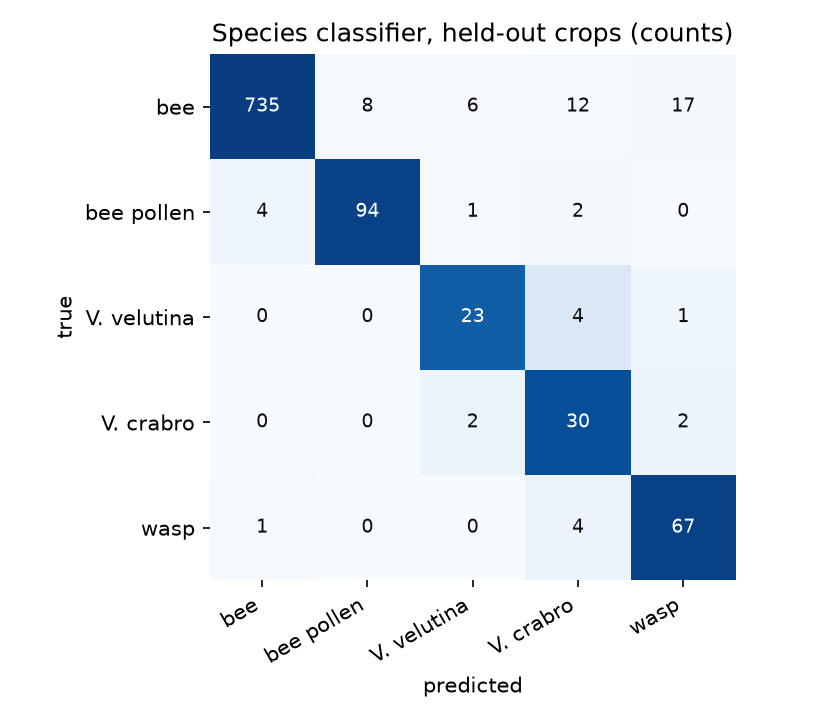 Species classifier, held-out crops (counts)
bee 735 8 6 12 17
bee pollen 4 94 1 2 0
V. velutina 0 0 23 4 1
V. crabro 0 0 2 30 2
wasp 1 0 0 4 67
true
bee bee pollen V. velutina V. crabro wasp
predicted